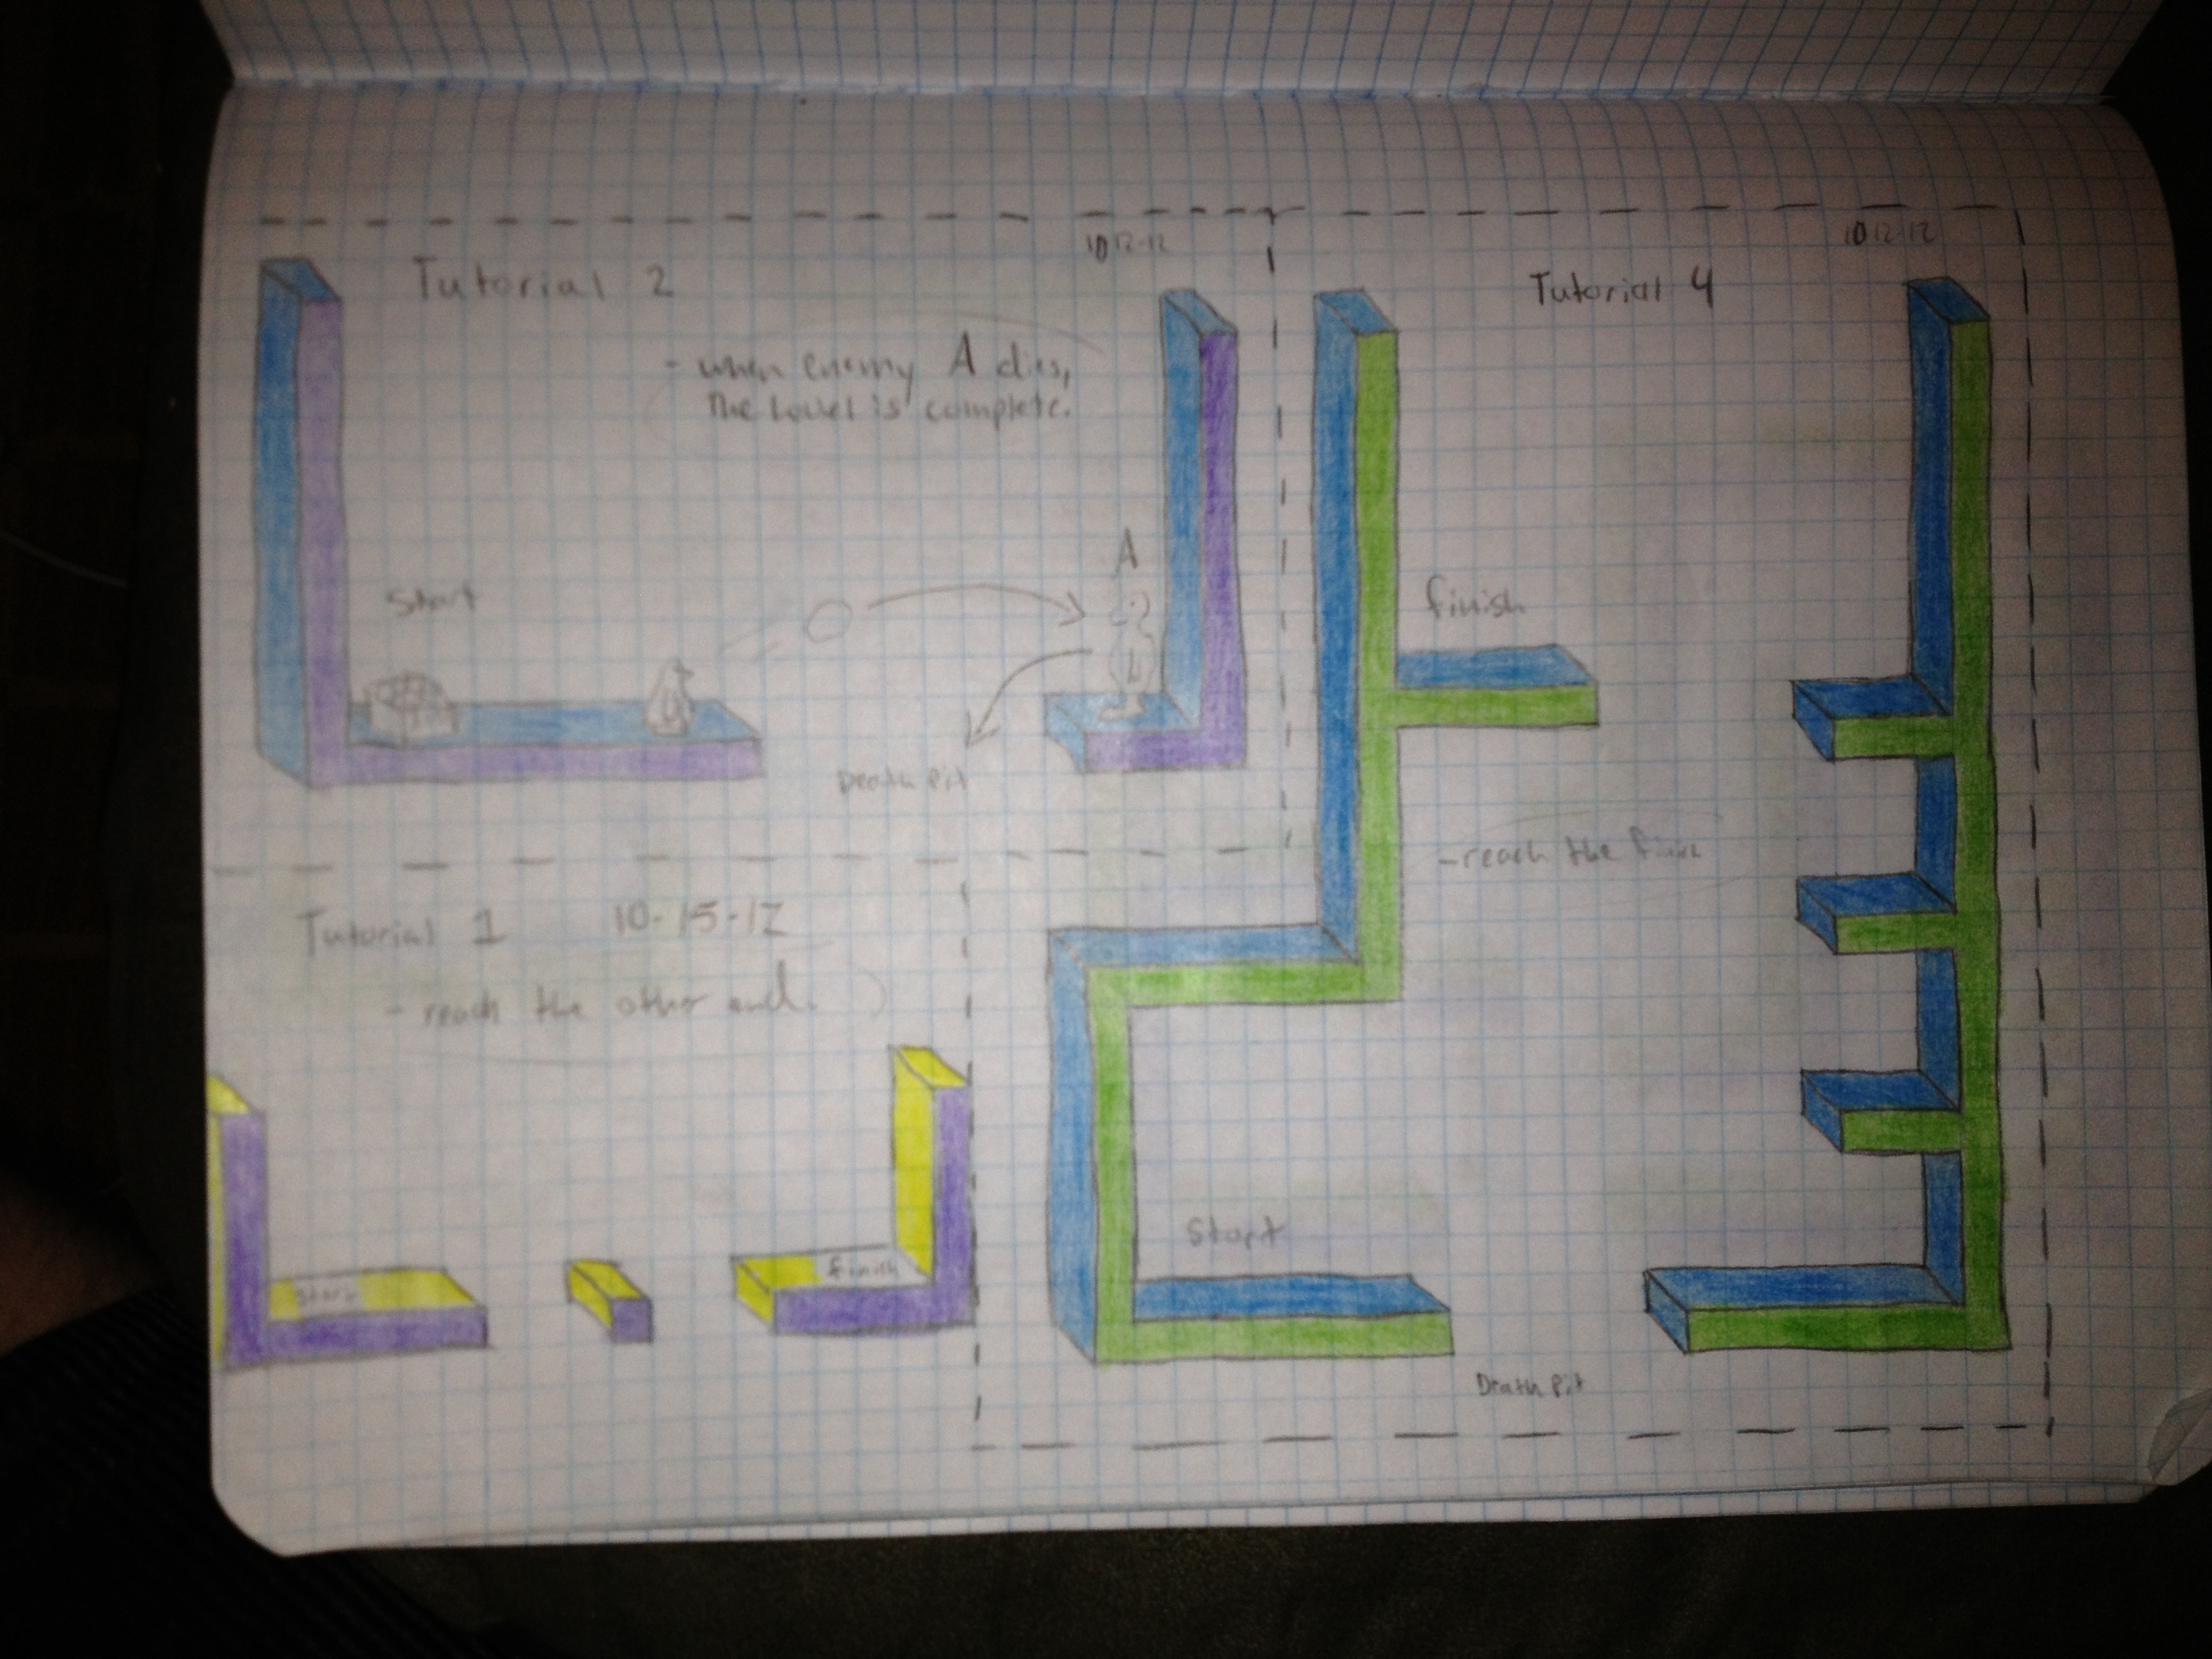 10 12-12
Tutorial 2
- when enemy A dies,
The Level is complete.
A
Start
Death Pit
10 12-12
Tutorial 4
finish
-reach the finish
Start
Death Pit
Tutorial 1 10-15-12
- reach the other end.
Start
finish